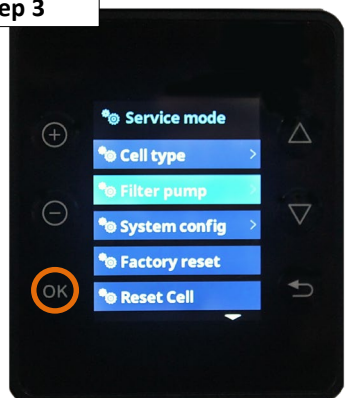 ep 3
Service mode
Cell type
Filter pump
System config
Factory reset
Reset Cell
OK